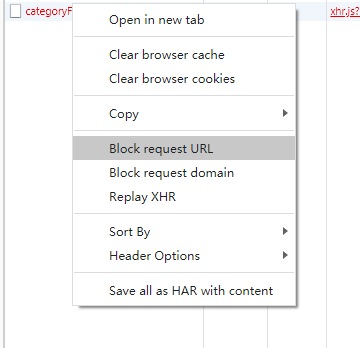 categoryF
xhr.js?
Open in new tab
Clear browser cache
Clear browser cookies
Copy
Block request URL
Block request domain
Replay XHR
Sort By
Header Options
Save all as HAR with content